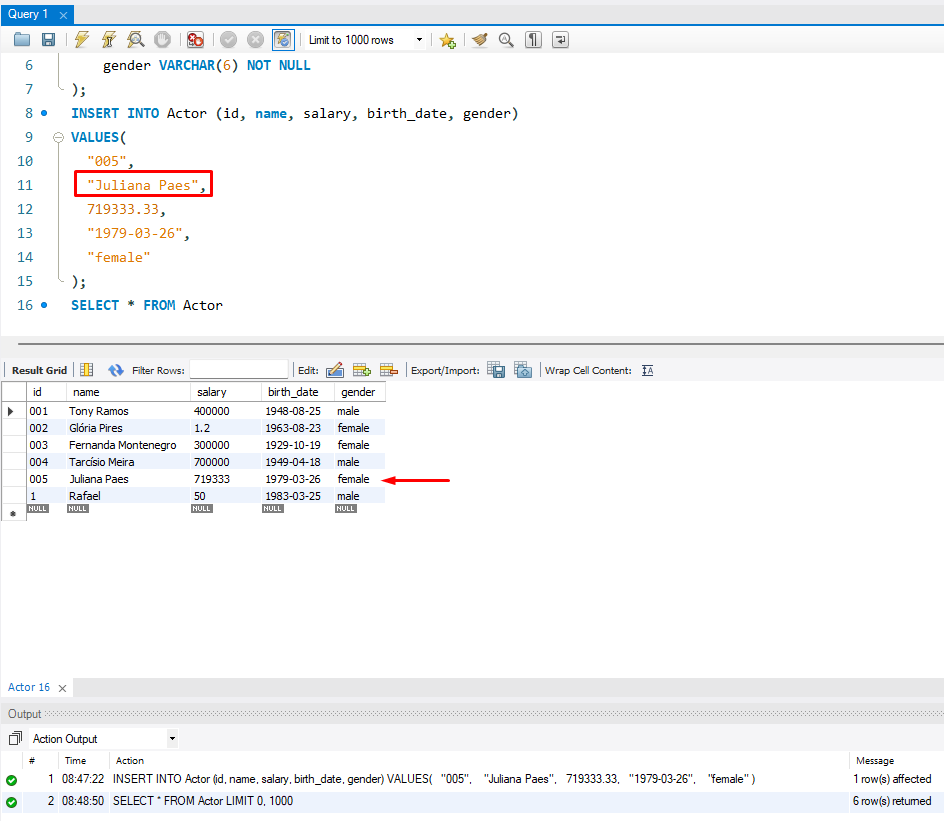 Query 1
Limit to 1000 rows
6 gender VARCHAR(6) NOT NULL
7 );
8 INSERT INTO Actor (id, name, salary, birth_date, gender)
9 VALUES(
10 "005",
11 "Juliana Paes",
12 719333.33,
13 "1979-03-26",
14 "female"
15 );
16 SELECT * FROM Actor
Result Grid Filter Rows: Edit: Export/Import: Wrap Cell Content:
id name salary birth_date gender
001 Tony Ramos 400000 1948-08-25 male
002 Glória Pires 1.2 1963-08-23 female
003 Fernanda Montenegro 300000 1929-10-19 female
004 Tarcísio Meira 700000 1949-04-18 male
005 Juliana Paes 719333 1979-03-26 female
1 Rafael 50 1983-03-25 male
NULL NULL NULL NULL NULL
Actor 16
Output
Action Output
# Time Action Message
1 08:47:22 INSERT INTO Actor (id, name, salary, birth_date, gender) VALUES( "005", "Juliana Paes", 719333.33, "1979-03-26", "female" ) 1 row(s) affected
2 08:48:50 SELECT * FROM Actor LIMIT 0, 1000 6 row(s) returned